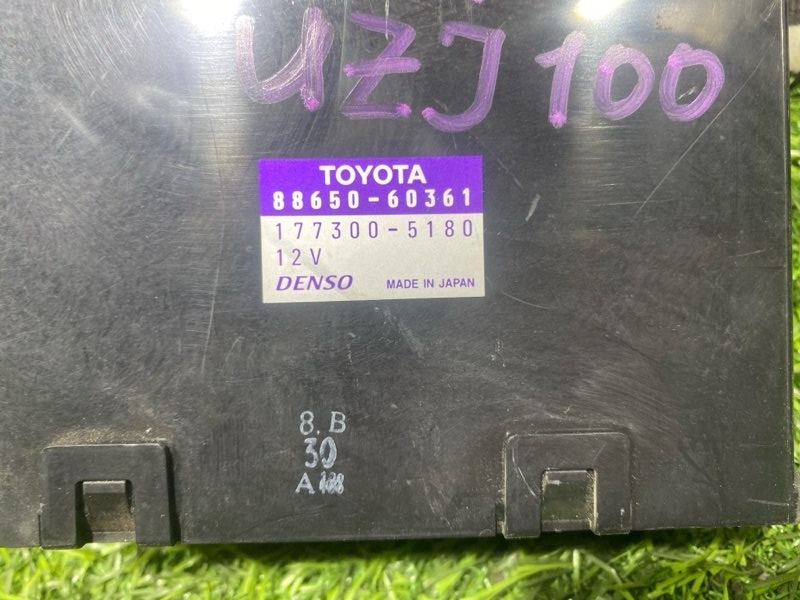 UZJ100
TOYOTA
88650-60361
177300-5180
12V
DENSO MADE IN JAPAN
8.B
30
A